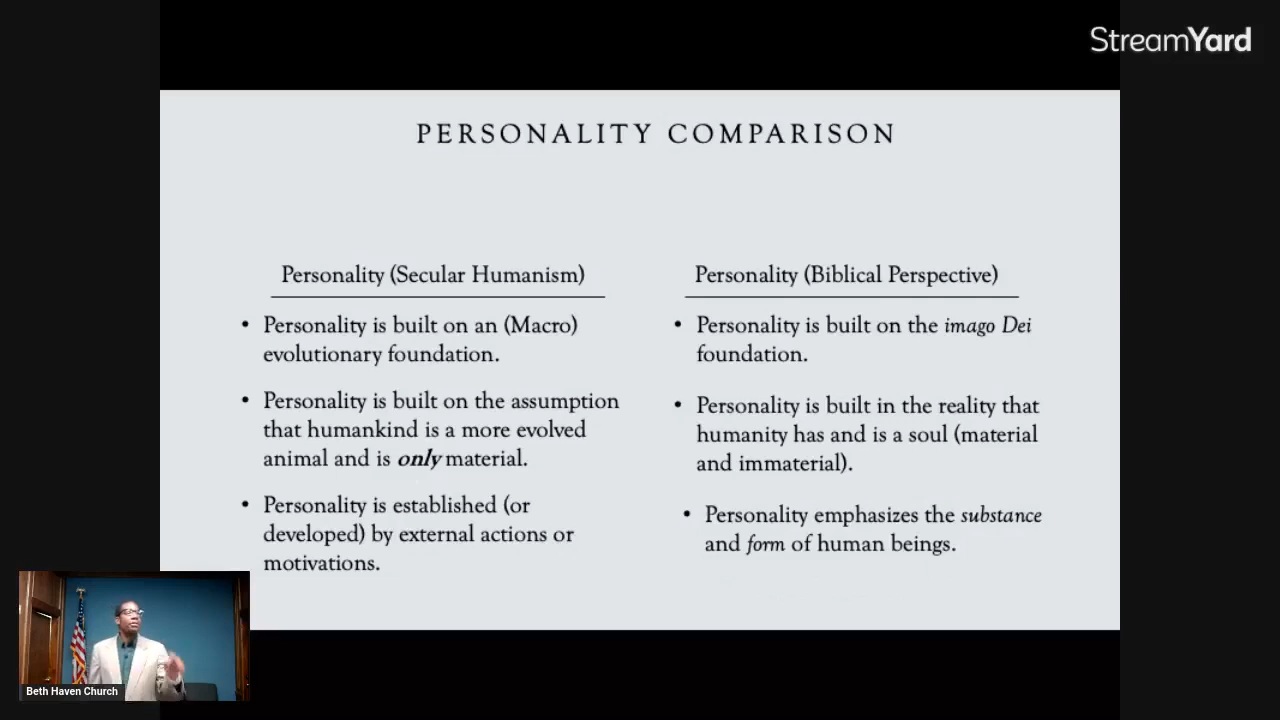 StreamYard
PERSONALITY COMPARISON
Personality (Secular Humanism)
• Personality is built on an (Macro)
evolutionary foundation.
• Personality is built on the assumption
that humankind is a more evolved
animal and is only material.
• Personality is established (or
developed) by external actions or
motivations.
Personality (Biblical Perspective)
• Personality is built on the imago Dei
foundation.
• Personality is built in the reality that
humanity has and is a soul (material
and immaterial).
• Personality emphasizes the substance
and form of human beings.
Beth Haven Church